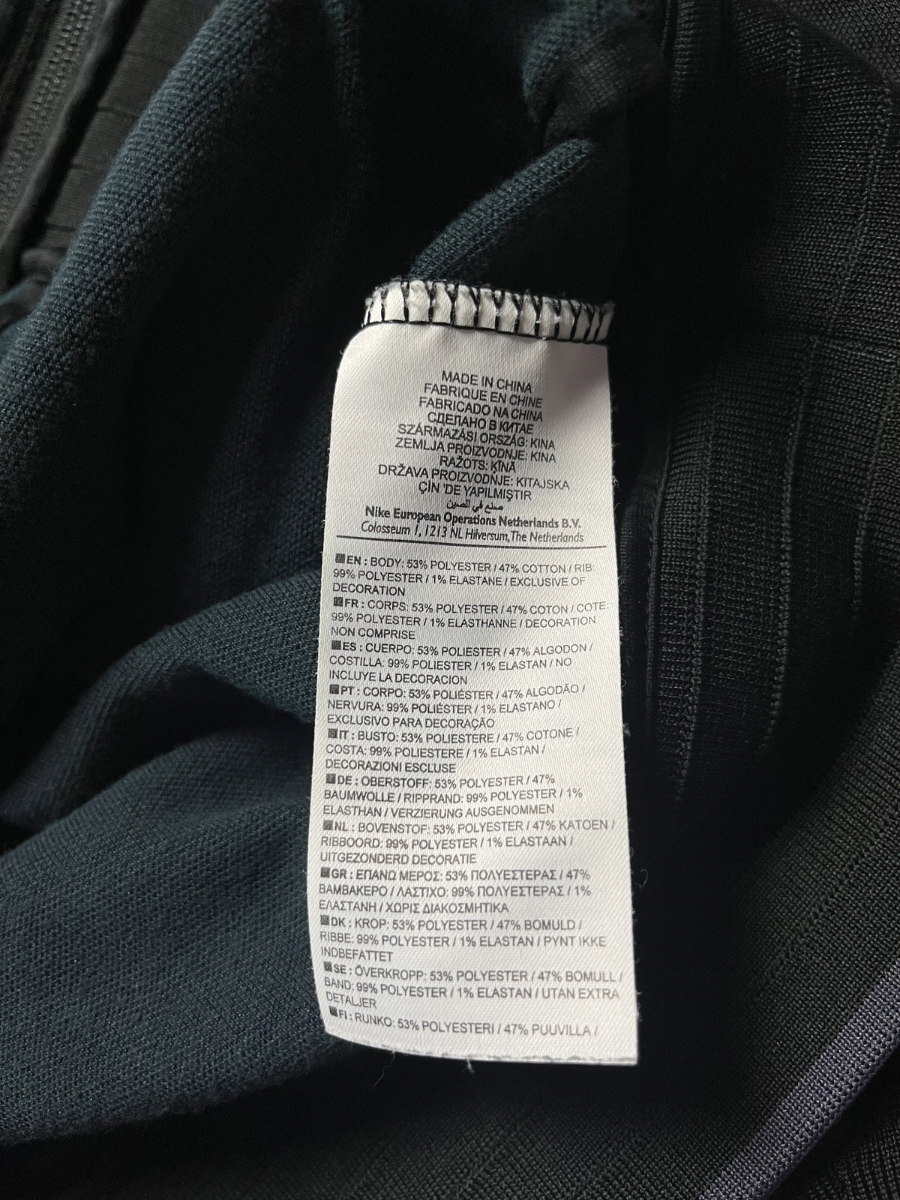 MADE IN CHINA
FABRIQUE EN CHINE
FABRICADO NA CHINA
СДЕЛАНО В КИТАЕ
SZÁRMAZÁSI ORSZÁG: KINA
ZEMLJA PROIZVODNJE: KINA
RAŽOTS: ĶĪNĀ
DRŽAVA PROIZVODNJE: KITAJSKA
ÇİN 'DE YAPILMIŞTIR
صنع في الصين
Nike European Operations Netherlands B.V.
Colosseum 1, 1213 NL Hilversum, The Netherlands
EN : BODY: 53% POLYESTER / 47% COTTON / RIB:
99% POLYESTER / 1% ELASTANE / EXCLUSIVE OF
DECORATION
FR : CORPS: 53% POLYESTER / 47% COTON / COTE:
99% POLYESTER / 1% ELASTHANNE / DECORATION
NON COMPRISE
ES : CUERPO: 53% POLIESTER / 47% ALGODON /
COSTILLA: 99% POLIESTER / 1% ELASTAN / NO
INCLUYE LA DECORACION
PT : CORPO: 53% POLIÉSTER / 47% ALGODÃO /
NERVURA: 99% POLIÉSTER / 1% ELASTANO /
EXCLUSIVO PARA DECORAÇÃO
IT : BUSTO: 53% POLIESTERE / 47% COTONE /
COSTA: 99% POLIESTERE / 1% ELASTAN /
DECORAZIONI ESCLUSE
DE : OBERSTOFF: 53% POLYESTER / 47%
BAUMWOLLE / RIPPRAND: 99% POLYESTER / 1%
ELASTHAN / VERZIERUNG AUSGENOMMEN
NL : BOVENSTOF: 53% POLYESTER / 47% KATOEN /
RIBBOORD: 99% POLYESTER / 1% ELASTAAN /
UITGEZONDERD DECORATIE
GR : ΕΠΑΝΩ ΜΕΡΟΣ: 53% ΠΟΛΥΕΣΤΕΡΑΣ / 47%
ΒΑΜΒΑΚΕΡΟ / ΛΑΣΤΙΧΟ: 99% ΠΟΛΥΕΣΤΕΡΑΣ / 1%
ΕΛΑΣΤΑΝΗ / ΧΩΡΙΣ ΔΙΑΚΟΣΜΗΤΙΚΑ
DK : KROP: 53% POLYESTER / 47% BOMULD /
RIBBE: 99% POLYESTER / 1% ELASTAN / PYNT IKKE
INDBEFATTET
SE : ÖVERKROPP: 53% POLYESTER / 47% BOMULL /
BAND: 99% POLYESTER / 1% ELASTAN / UTAN EXTRA
DETALJER
FI : RUNKO: 53% POLYESTERI / 47% PUUVILLA /